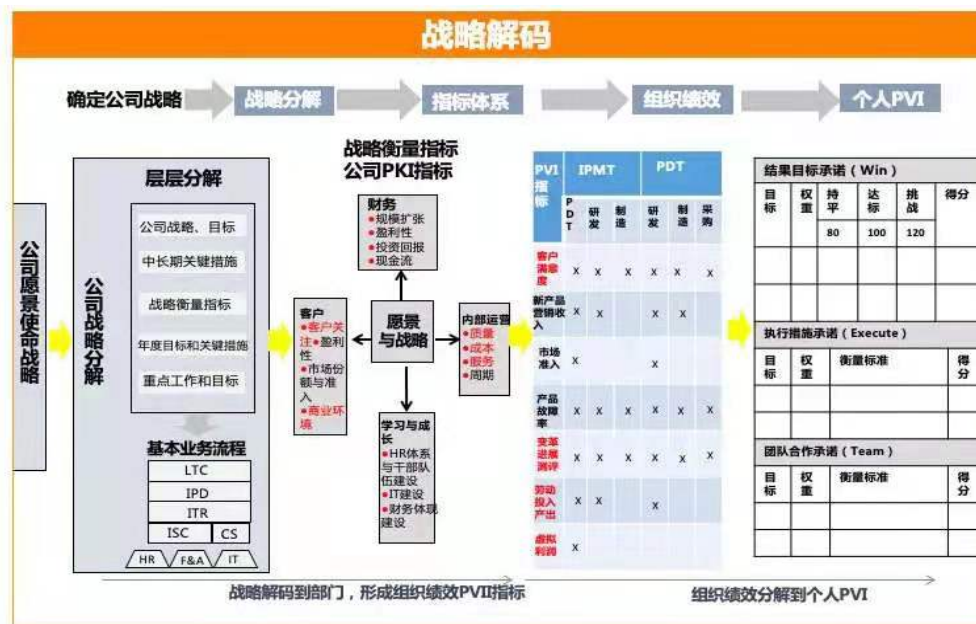 战略解码
确定公司战略
战略分解
指标体系
组织绩效
个人PVI
公司愿景使命战略
公司战略分解
层层分解
公司战略、目标
中长期关键措施
战略衡量指标
年度目标和关键措施
重点工作和目标
基本业务流程
LTC
IPD
ITR
ISC CS
HR F&A IT
战略衡量指标
公司PKI指标
财务
●规模扩张
●盈利性
●投资回报
●现金流
客户
●客户关
注●盈利
性
●市场份
额与准
入
●商业环
境
愿景
与战略
内部运营
●质量
●成本
●服务
●周期
学习与成
长
●HR体系
与干部队
伍建设
●IT建设
●财务体现
建设
PVI指标 IPMT PDT
PDT 研发 制造 研发 制造 采购
客户
满意
度
x x x x x x
新产品
营销收
入
x x x x
市场
准入
x x
产品
故障
率
x x x x x x
变革
进展
测评
x x x x x x
劳动
投入
产出
x x x
虚拟
利润
x
结果目标承诺（Win）
目标 权重 持平 达标 挑战 得分
80 100 120
执行措施承诺（Execute）
目标 权重 衡量标准 得分
团队合作承诺（Team）
目标 权重 衡量标准 得分
战略解码到部门，形成组织绩效PVII指标
组织绩效分解到个人PVI